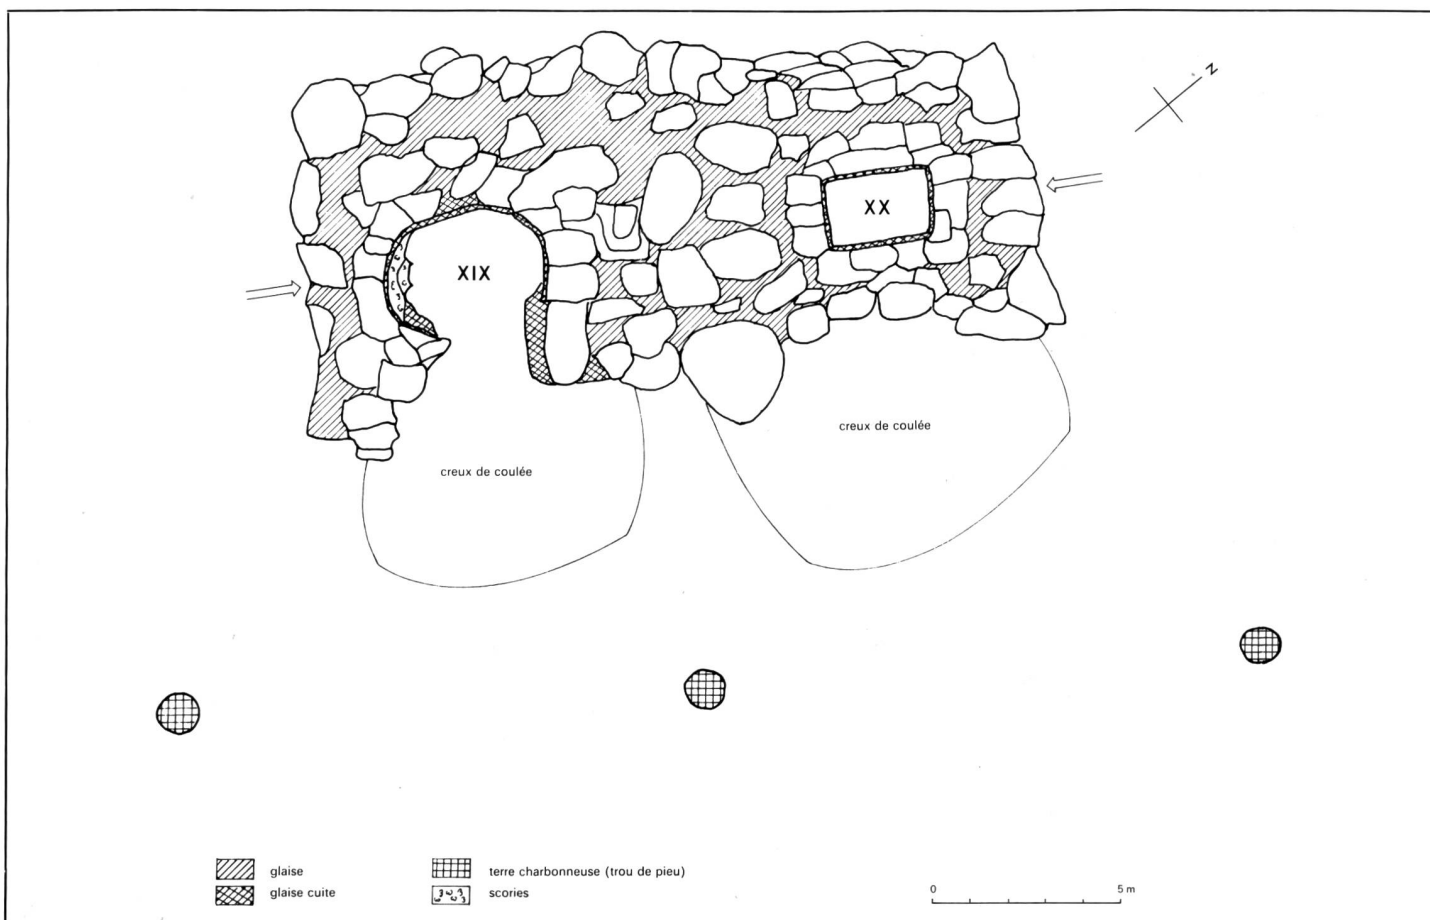 N
XX
XIX
creux de coulée
creux de coulée
glaise
terre charbonneuse (trou de pieu)
glaise cuite
scories
0 5 m